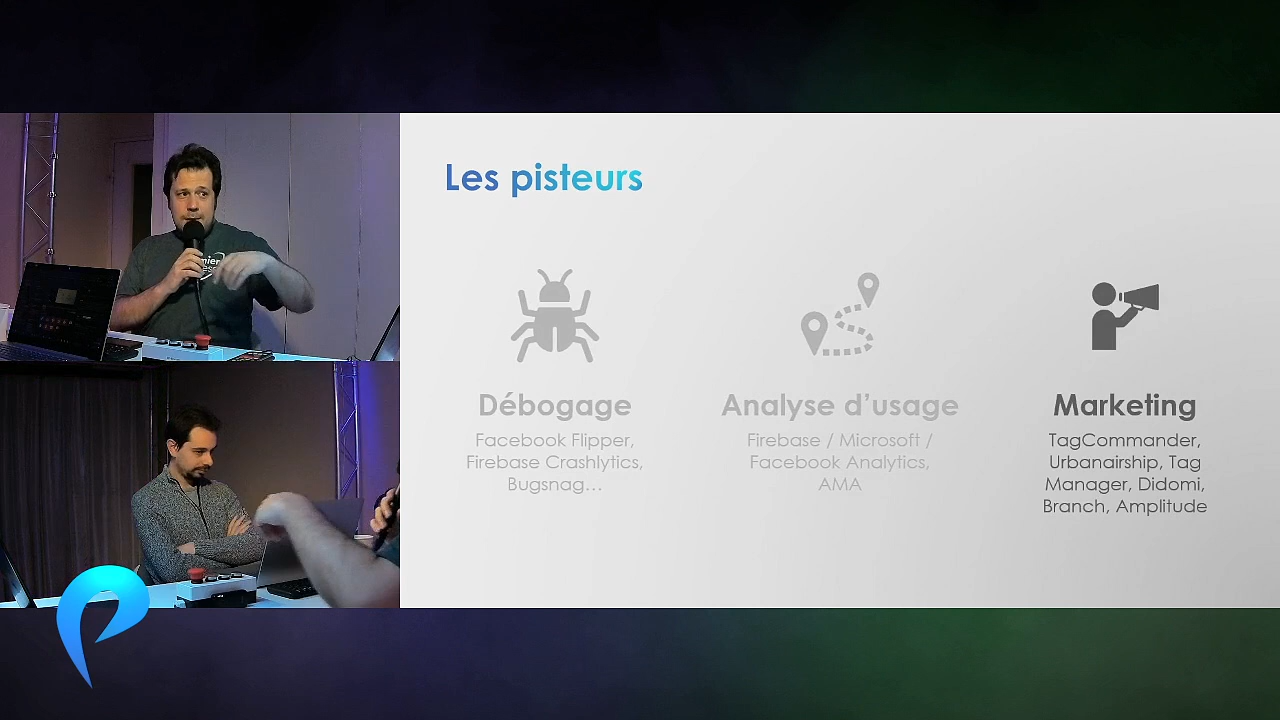 Les pisteurs
Débogage
Facebook Flipper,
Firebase Crashlytics,
Bugsnag...
Analyse d'usage
Firebase / Microsoft /
Facebook Analytics,
AMA
Marketing
TagCommander,
Urbanairship, Tag
Manager, Didomi,
Branch, Amplitude